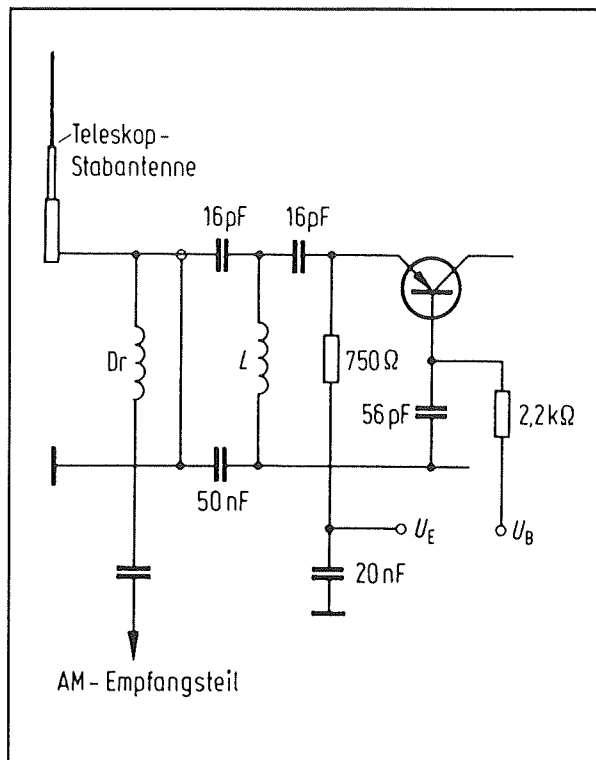 Teleskop-
Stabantenne
16pF
16pF
Dr
L
750Ω
56pF
2,2kΩ
50nF
U_E
U_B
20nF
AM-Empfangsteil